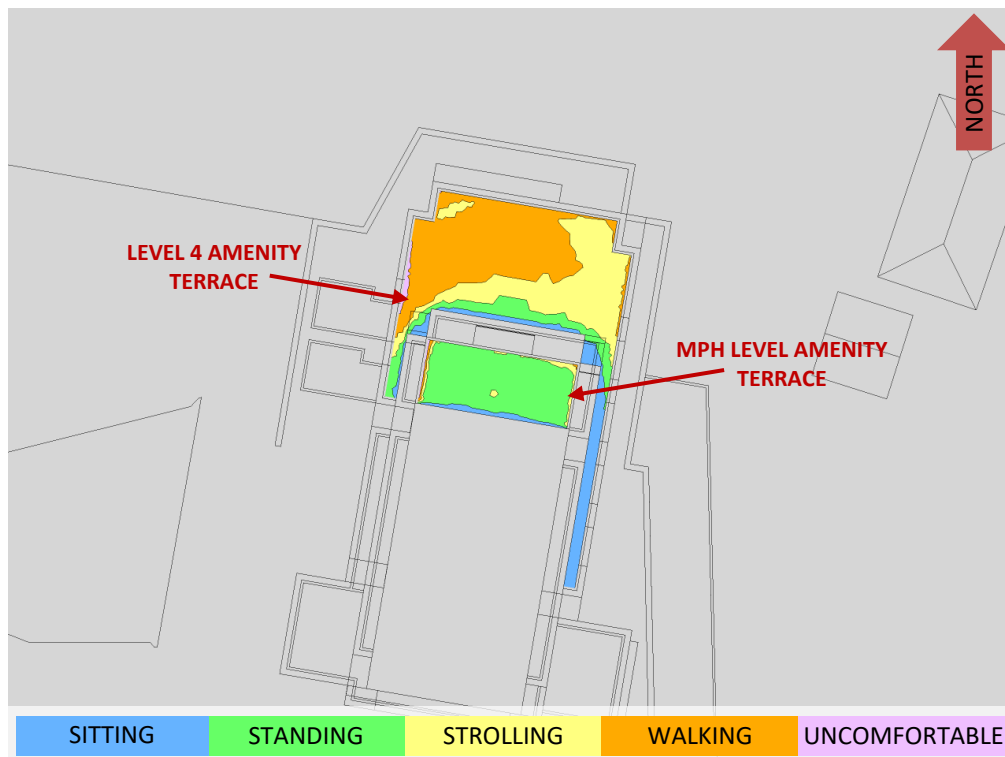 NORTH
LEVEL 4 AMENITY
TERRACE
MPH LEVEL AMENITY
TERRACE
SITTING
STANDING
STROLLING
WALKING
UNCOMFORTABLE